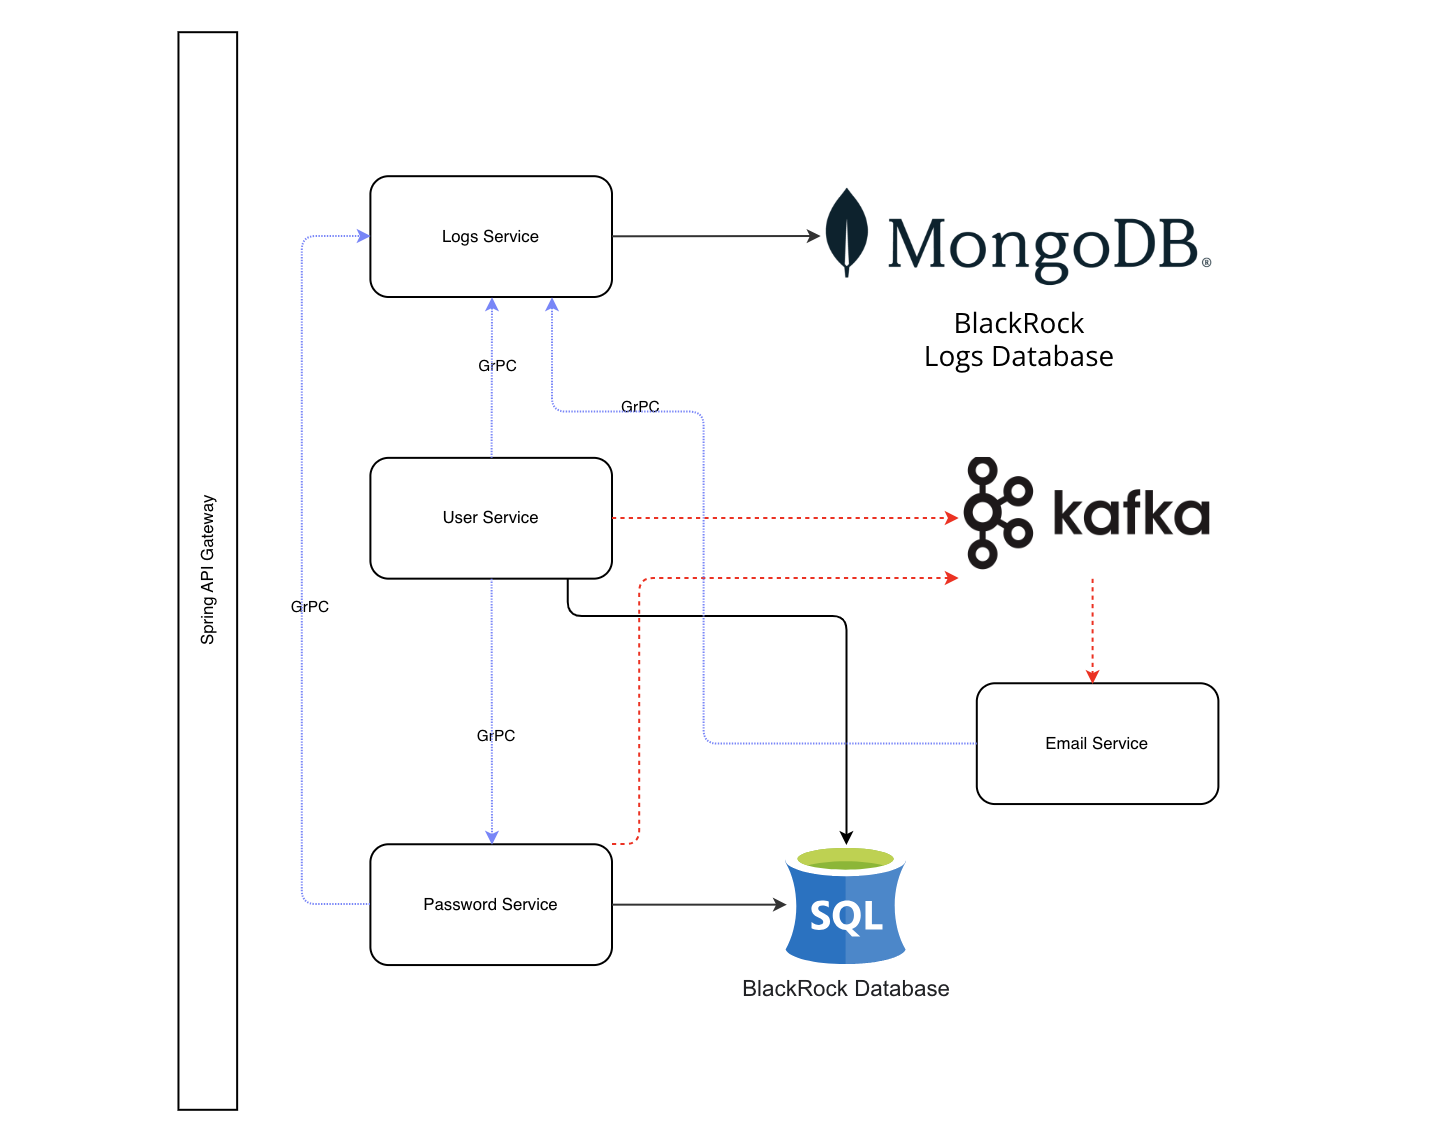 Spring API Gateway
Logs Service
MongoDB®
BlackRock
Logs Database
GrPC
GrPC
User Service
kafka
GrPC
GrPC
Email Service
Password Service
SQL
BlackRock Database